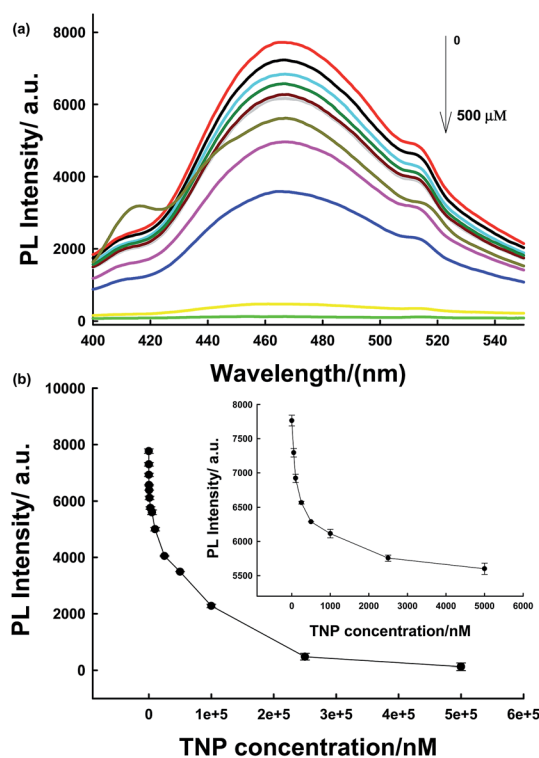 (a)
8000
6000
4000
2000
0
PL Intensity/ a.u.
0
500 μM
400 420 440 460 480 500 520 540
Wavelength/(nm)
(b)
10000
8000
6000
4000
2000
0
PL Intensity/ a.u.
8000
7500
7000
6500
6000
5500
PL Intensity/ a.u.
0 1000 2000 3000 4000 5000 6000
TNP concentration/nM
0 1e+5 2e+5 3e+5 4e+5 5e+5 6e+5
TNP concentration/nM